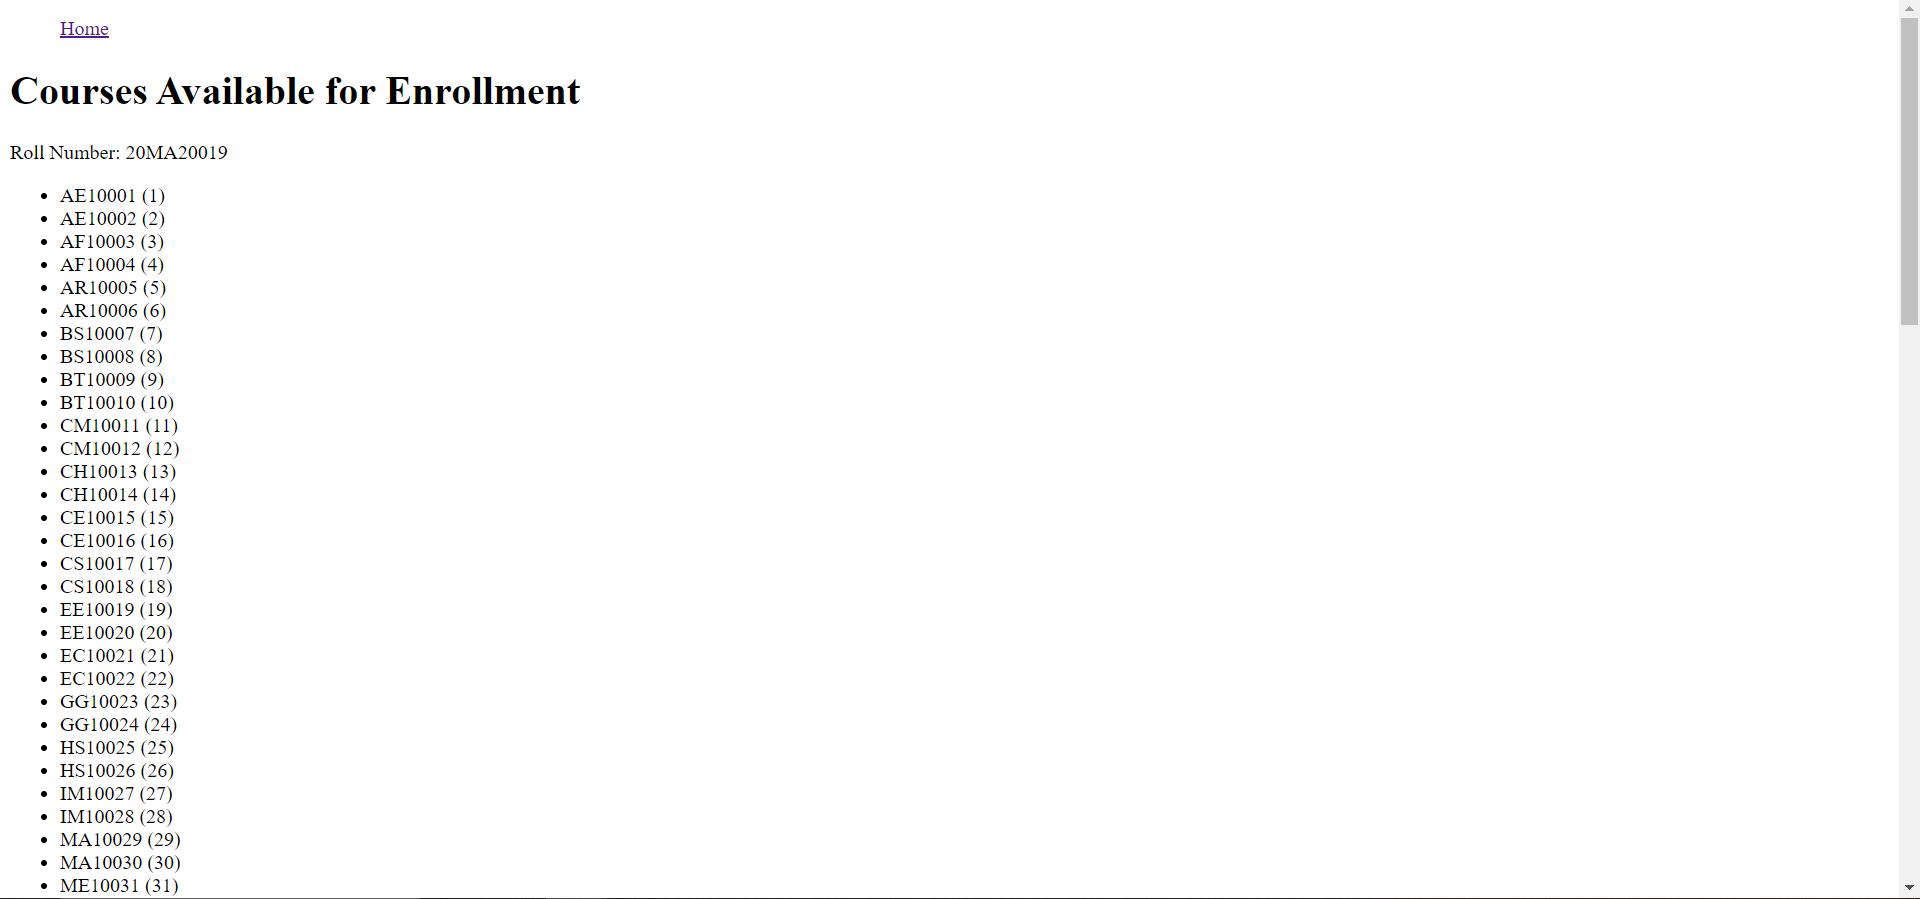 Home
Courses Available for Enrollment
Roll Number: 20MA20019
AE10001 (1)
AE10002 (2)
AF10003 (3)
AF10004 (4)
AR10005 (5)
AR10006 (6)
BS10007 (7)
BS10008 (8)
BT10009 (9)
BT10010 (10)
CM10011 (11)
CM10012 (12)
CH10013 (13)
CH10014 (14)
CE10015 (15)
CE10016 (16)
CS10017 (17)
CS10018 (18)
EE10019 (19)
EE10020 (20)
EC10021 (21)
EC10022 (22)
GG10023 (23)
GG10024 (24)
HS10025 (25)
HS10026 (26)
IM10027 (27)
IM10028 (28)
MA10029 (29)
MA10030 (30)
ME10031 (31)